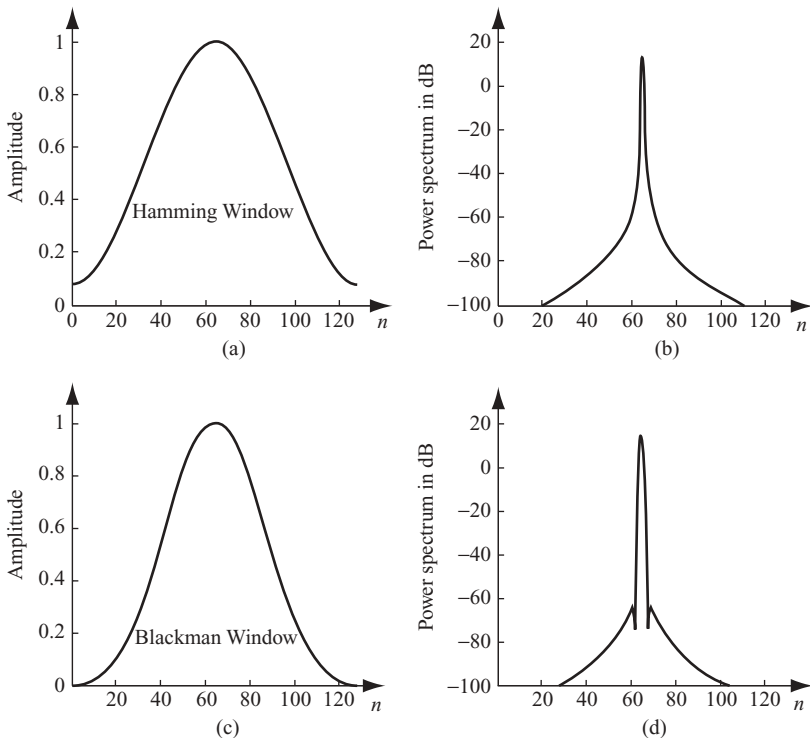 Amplitude
1
0.8
0.6
0.4
0.2
0
Hamming Window
0 20 40 60 80 100 120 n
(a)
Power spectrum in dB
20
0
−20
−40
−60
−80
−100
20 40 60 80 100 120 n
(b)
Amplitude
1
0.8
0.6
0.4
0.2
0
Blackman Window
20 40 60 80 100 120 n
(c)
Power spectrum in dB
20
0
−20
−40
−60
−80
−100
20 40 60 80 100 120 n
(d)